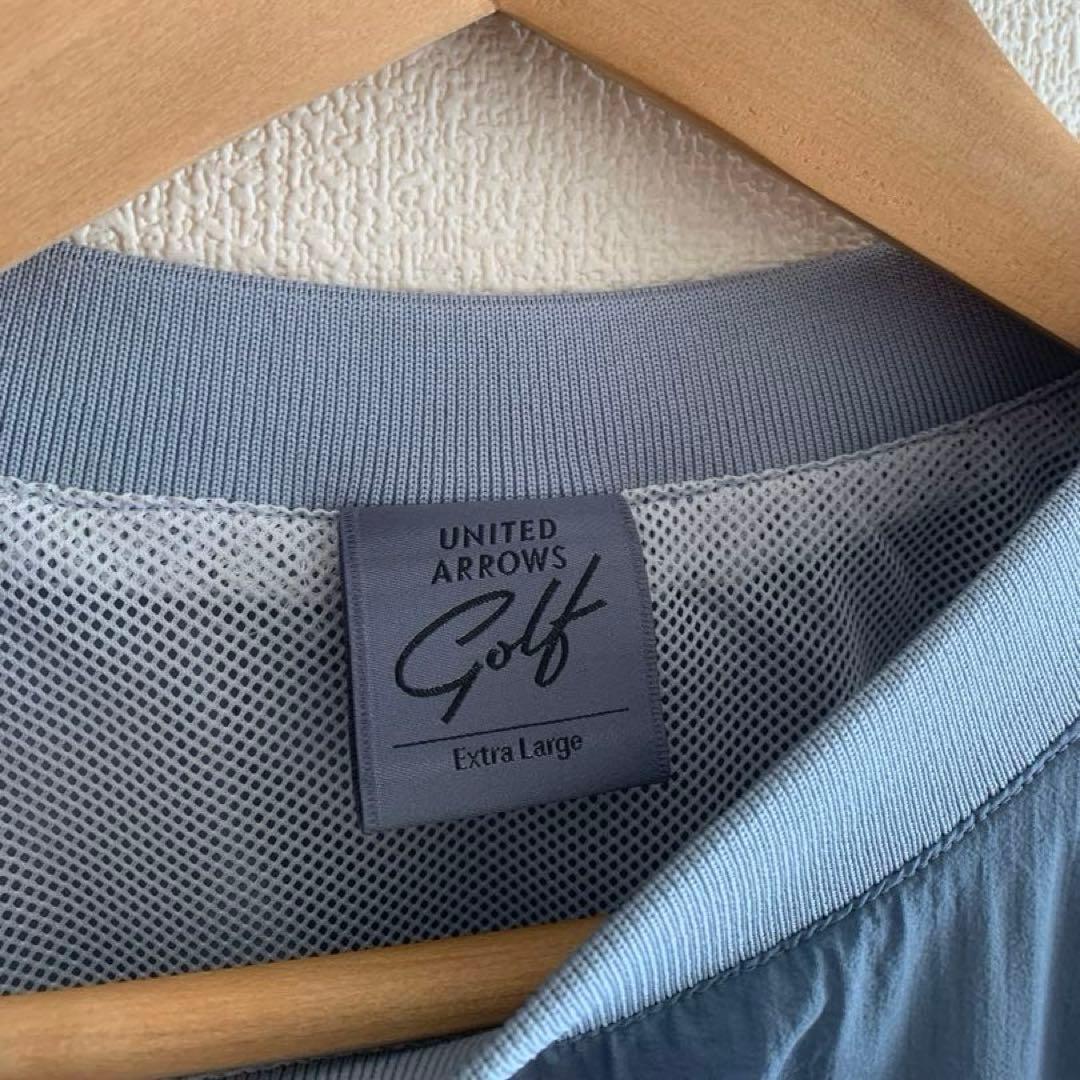 UNITED
ARROWS
Golf
Extra Large